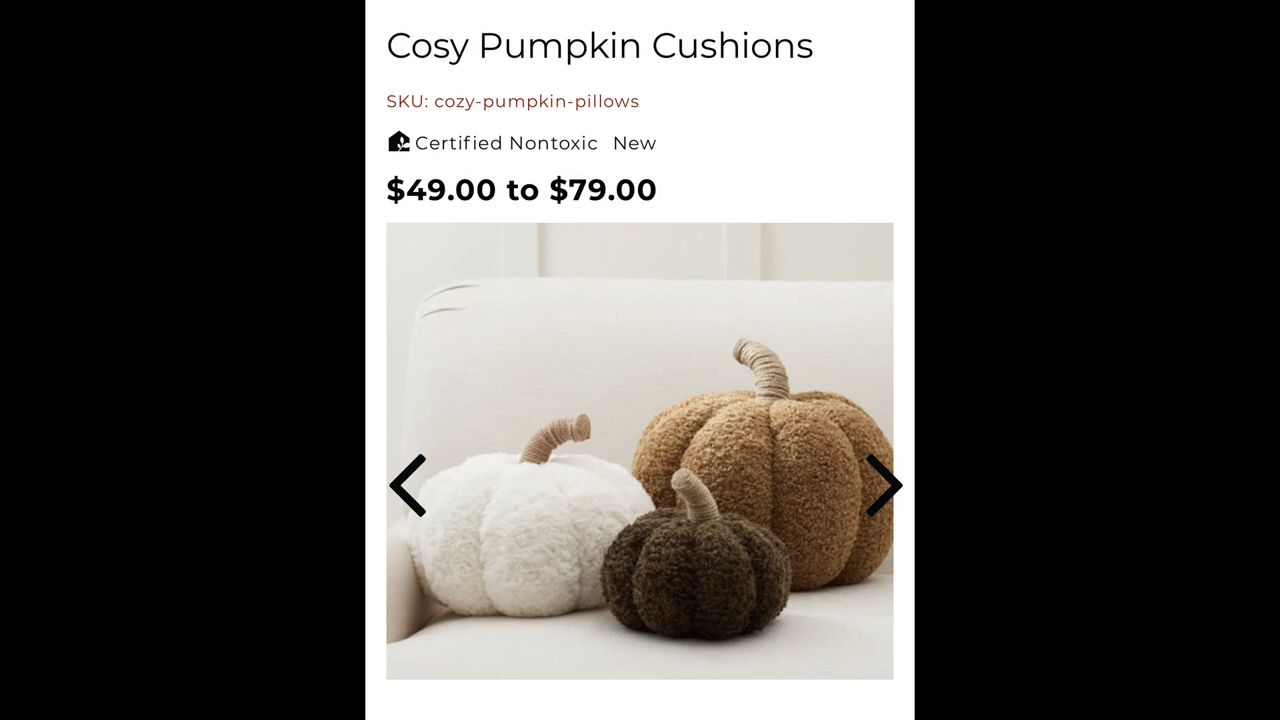 Cosy Pumpkin Cushions
SKU: cozy-pumpkin-pillows
Certified Nontoxic New
$49.00 to $79.00